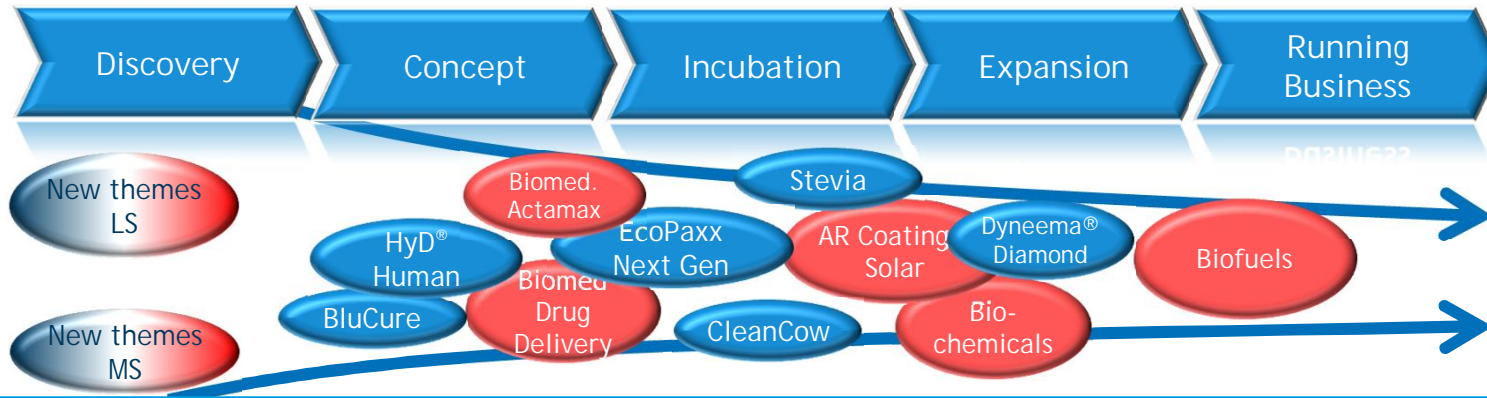 Discovery
Concept
Incubation
Expansion
Running
Business
New themes
LS
Biomed.
Actamax
Stevia
HyD®
Human
EcoPaxx
Next Gen
AR Coating
Solar
Dyneema®
Diamond
Biofuels
BluCure
Biomed
Drug
Delivery
CleanCow
Bio-
chemicals
New themes
MS